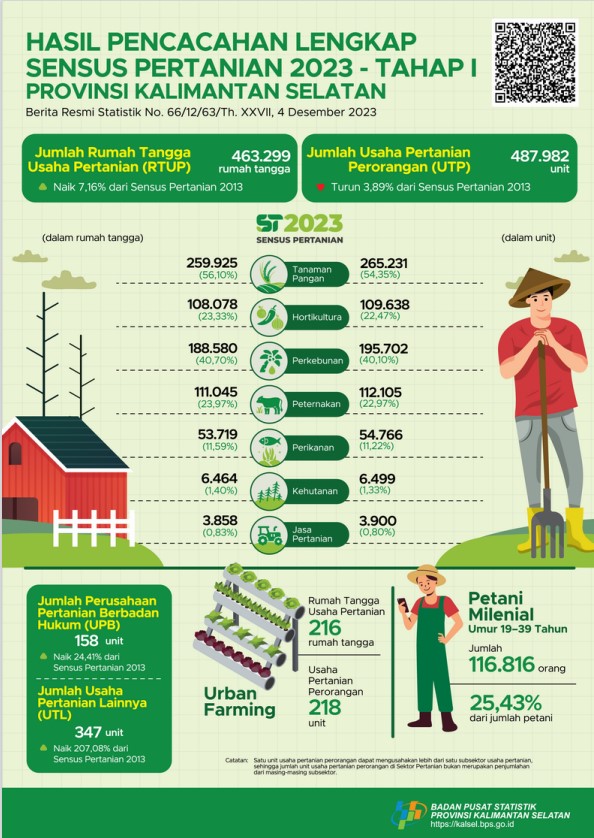 HASIL PENCACAHAN LENGKAP
SENSUS PERTANIAN 2023 - TAHAP I
PROVINSI KALIMANTAN SELATAN
Berita Resmi Statistik No. 66/12/63/Th. XXVII, 4 Desember 2023
Jumlah Rumah Tangga
Usaha Pertanian (RTUP)
463.299
rumah tangga
Naik 7,16% dari Sensus Pertanian 2013
Jumlah Usaha Pertanian
Perorangan (UTP)
487.982
unit
Turun 3,89% dari Sensus Pertanian 2013
ST2023
SENSUS PERTANIAN
(dalam rumah tangga)
(dalam unit)
259.925
(56,10%)
Tanaman
Pangan
265.231
(54,35%)
108.078
(23,33%)
Hortikultura
109.638
(22,47%)
188.580
(40,70%)
Perkebunan
195.702
(40,10%)
111.045
(23,97%)
Peternakan
112.105
(22,97%)
53.719
(11,59%)
Perikanan
54.766
(11,22%)
6.464
(1,40%)
Kehutanan
6.499
(1,33%)
3.858
(0,83%)
Jasa
Pertanian
3.900
(0,80%)
Jumlah Perusahaan
Pertanian Berbadan
Hukum (UPB)
158 unit
Naik 24,41% dari
Sensus Pertanian 2013
Jumlah Usaha
Pertanian Lainnya
(UTL)
347 unit
Naik 207,08% dari
Sensus Pertanian 2013
Urban
Farming
Rumah Tangga
Usaha Pertanian
216
rumah tangga
Usaha
Pertanian
Perorangan
218
unit
Petani
Milenial
Umur 19–39 Tahun
Jumlah
116.816 orang
25,43%
dari jumlah petani
Catatan: Satu unit usaha pertanian perorangan dapat mengusahakan lebih dari satu subsektor usaha pertanian,
sehingga jumlah unit usaha pertanian perorangan di Sektor Pertanian bukan merupakan penjumlahan
dari masing-masing subsektor.
BADAN PUSAT STATISTIK
PROVINSI KALIMANTAN SELATAN
https://kalsel.bps.go.id